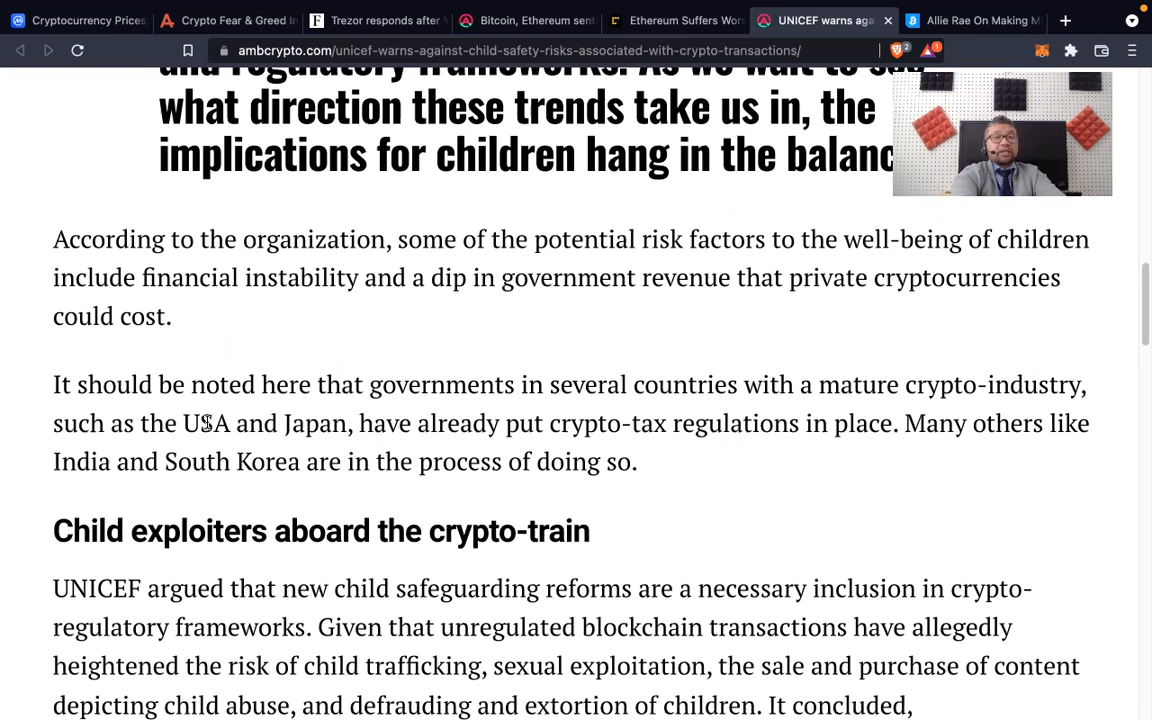 Cryptocurrency Prices,
Crypto Fear & Greed In
Trezor responds after
Bitcoin, Ethereum sent
Ethereum Suffers Wor
UNICEF warns aga
Allie Rae On Making M
ambcrypto.com/unicef-warns-against-child-safety-risks-associated-with-crypto-transactions/
2
1
and regulatory frameworks. As we wait to see
what direction these trends take us in, the
implications for children hang in the balanc
According to the organization, some of the potential risk factors to the well-being of children
include financial instability and a dip in government revenue that private cryptocurrencies
could cost.
It should be noted here that governments in several countries with a mature crypto-industry,
such as the USA and Japan, have already put crypto-tax regulations in place. Many others like
India and South Korea are in the process of doing so.
Child exploiters aboard the crypto-train
UNICEF argued that new child safeguarding reforms are a necessary inclusion in crypto-
regulatory frameworks. Given that unregulated blockchain transactions have allegedly
heightened the risk of child trafficking, sexual exploitation, the sale and purchase of content
depicting child abuse, and defrauding and extortion of children. It concluded,